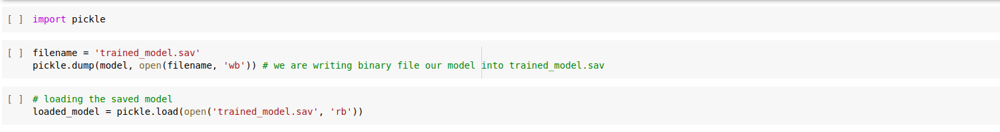 [ ] import pickle
[ ] filename = 'trained_model.sav'
pickle.dump(model, open(filename, 'wb')) # we are writing binary file our model into trained_model.sav
[ ] # loading the saved model
loaded_model = pickle.load(open('trained_model.sav', 'rb'))